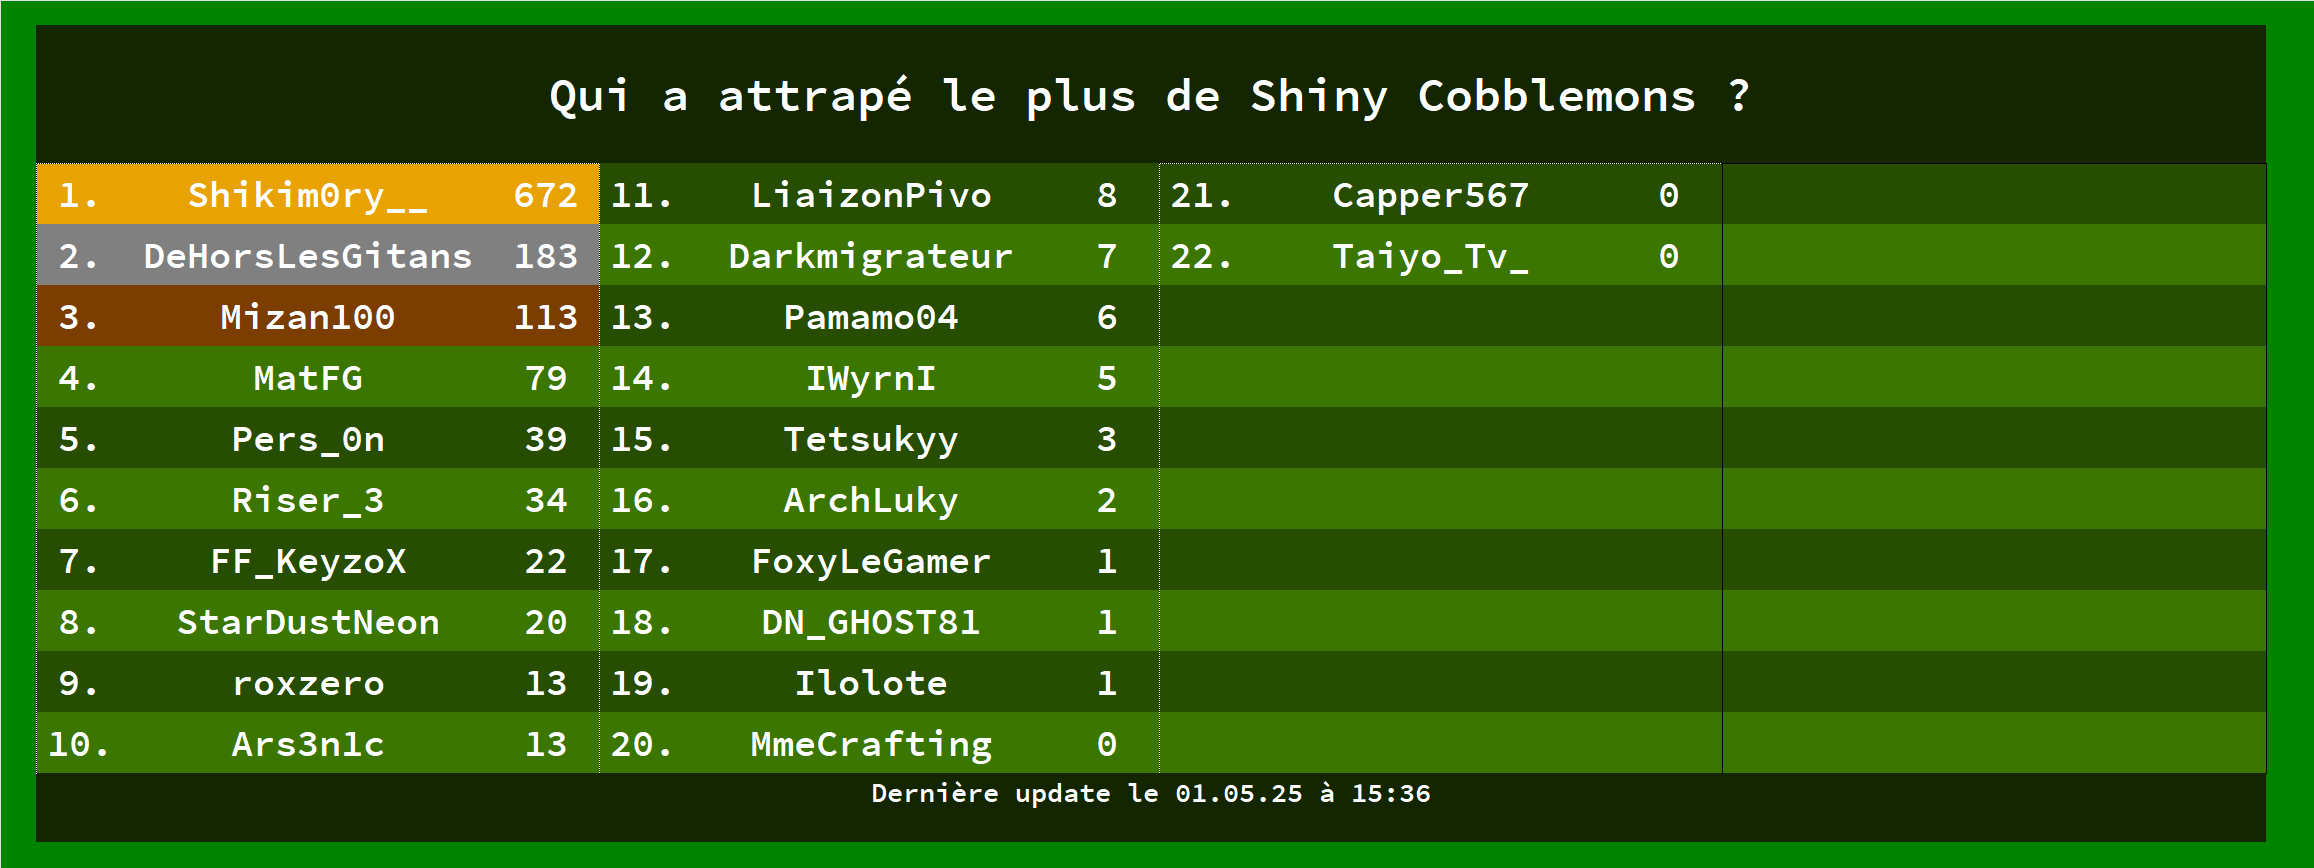 Qui a attrapé le plus de Shiny Cobblemons ?
1. Shikim0ry__ 672
2. DeHorsLesGitans 183
3. Mizan100 113
4. MatFG 79
5. Pers_0n 39
6. Riser_3 34
7. FF_KeyzoX 22
8. StarDustNeon 20
9. roxzero 13
10. Ars3n1c 13
11. LiaizonPivo 8
12. Darkmigrateur 7
13. Pamamo04 6
14. IWyrnI 5
15. Tetsukyy 3
16. ArchLuky 2
17. FoxyLeGamer 1
18. DN_GHOST81 1
19. Ilolote 1
20. MmeCrafting 0
21. Capper567 0
22. Taiyo_Tv_ 0
Dernière update le 01.05.25 à 15:36